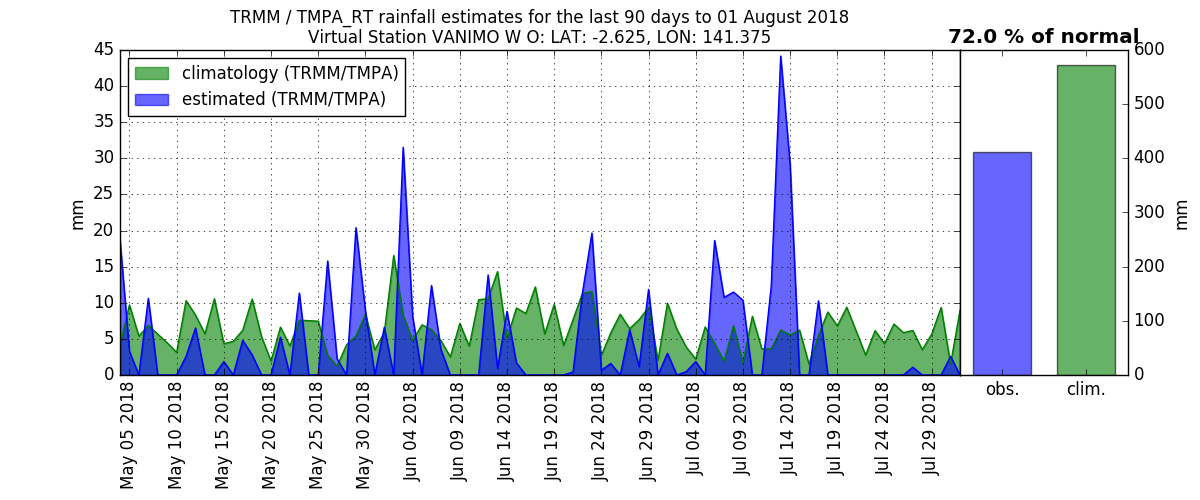 TRMM / TMPA_RT rainfall estimates for the last 90 days to 01 August 2018
Virtual Station VANIMO W O: LAT: -2.625, LON: 141.375
72.0 % of normal
climatology (TRMM/TMPA)
estimated (TRMM/TMPA)
mm
45
40
35
30
25
20
15
10
5
0
May 05 2018
May 10 2018
May 15 2018
May 20 2018
May 25 2018
May 30 2018
Jun 04 2018
Jun 09 2018
Jun 14 2018
Jun 19 2018
Jun 24 2018
Jun 29 2018
Jul 04 2018
Jul 09 2018
Jul 14 2018
Jul 19 2018
Jul 24 2018
Jul 29 2018
obs.
clim.
600
500
400
300
200
100
0
mm